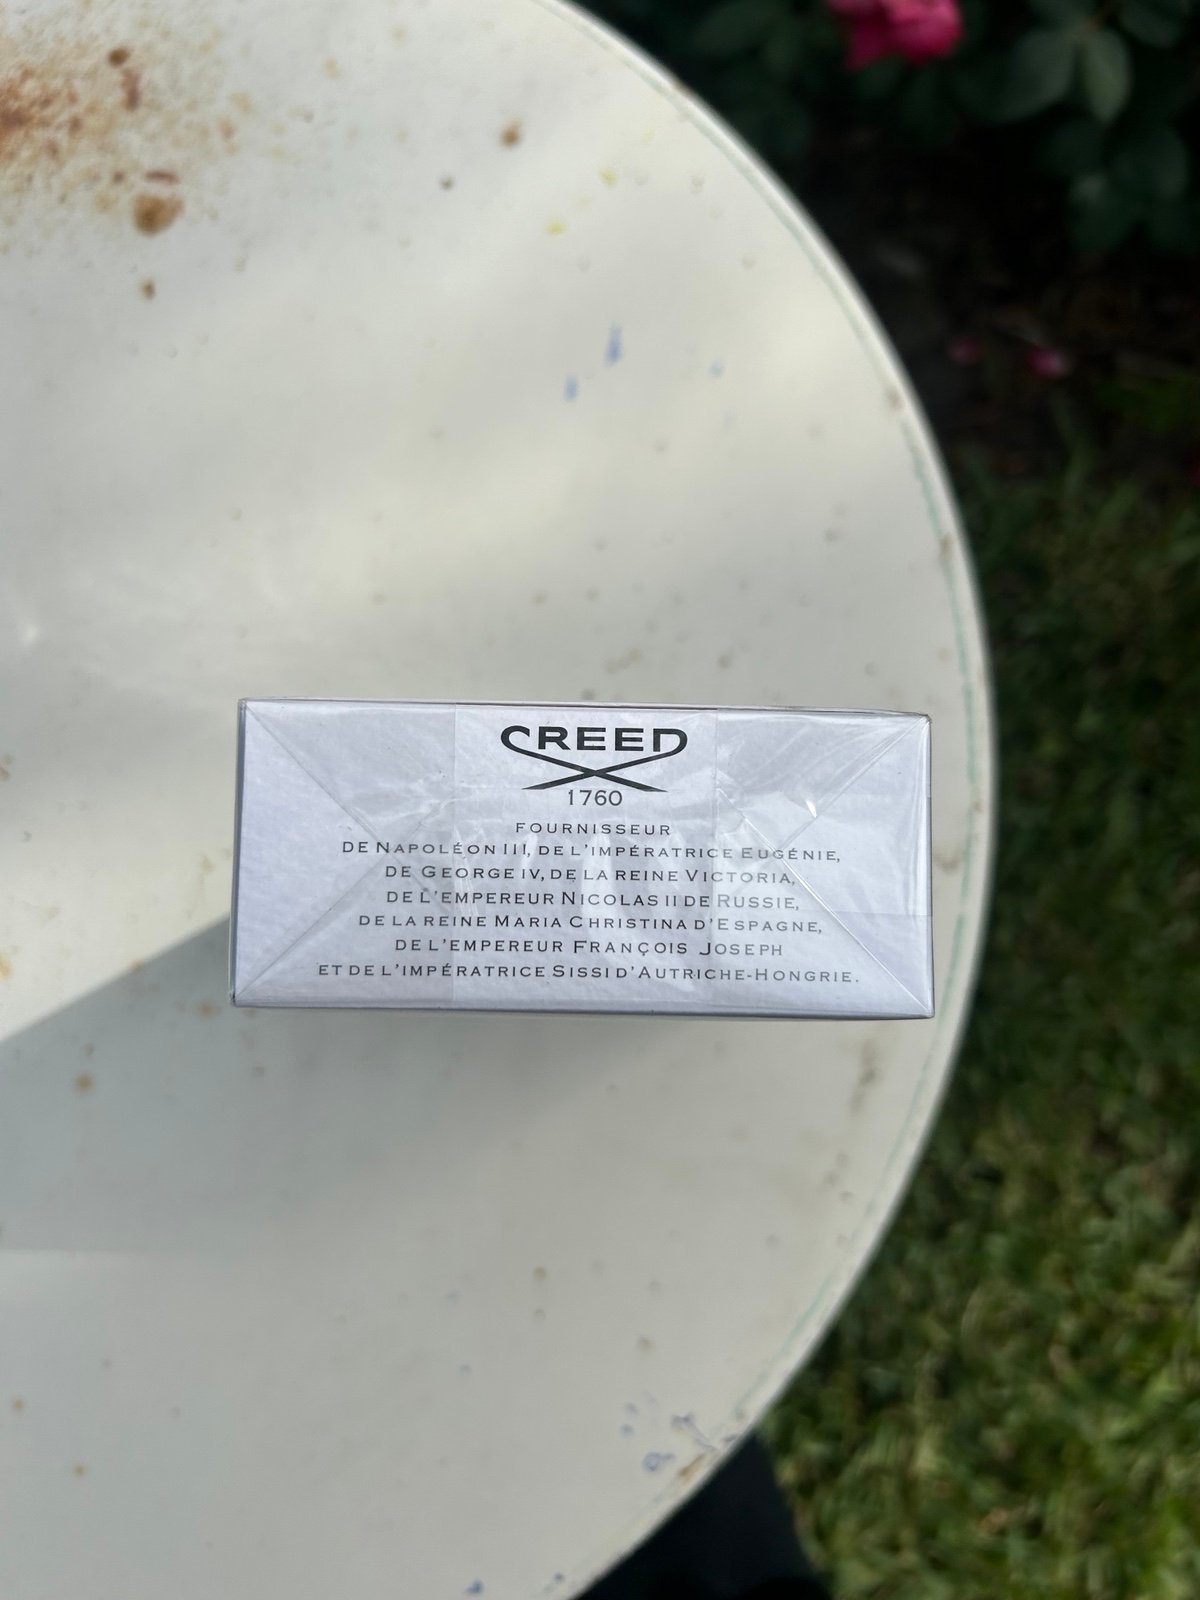 CREED
1760
FOURNISSEUR
DE NAPOLÉON III, DE L'IMPÉRATRICE EUGÉNIE,
DE GEORGE IV, DE LA REINE VICTORIA,
DE L'EMPEREUR NICOLAS II DE RUSSIE,
DE LA REINE MARIA CHRISTINA D'ESPAGNE,
DE L'EMPEREUR FRANÇOIS JOSEPH
ET DE L'IMPÉRATRICE SISSI D'AUTRICHE-HONGRIE.